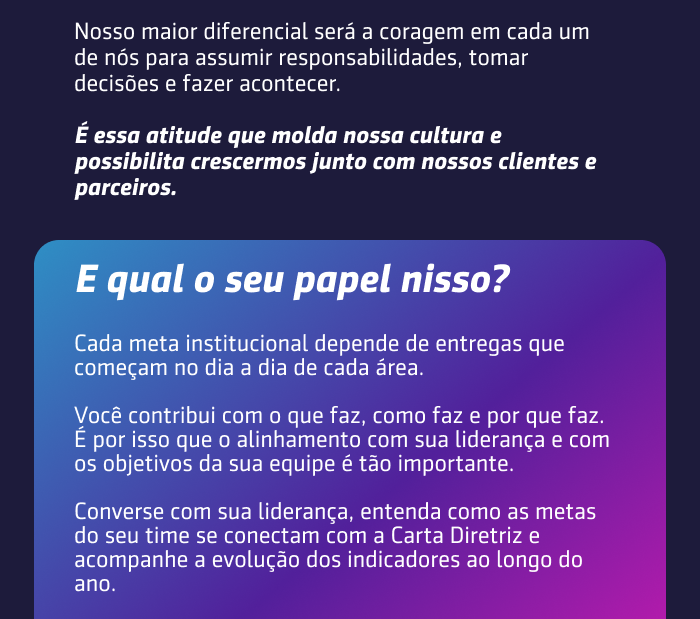 Nosso maior diferencial será a coragem em cada um
de nós para assumir responsabilidades, tomar
decisões e fazer acontecer.
É essa atitude que molda nossa cultura e
possibilita crescermos junto com nossos clientes e
parceiros.
E qual o seu papel nisso?
Cada meta institucional depende de entregas que
começam no dia a dia de cada área.
Você contribui com o que faz, como faz e por que faz.
É por isso que o alinhamento com sua liderança e com
os objetivos da sua equipe é tão importante.
Converse com sua liderança, entenda como as metas
do seu time se conectam com a Carta Diretriz e
acompanhe a evolução dos indicadores ao longo do
ano.